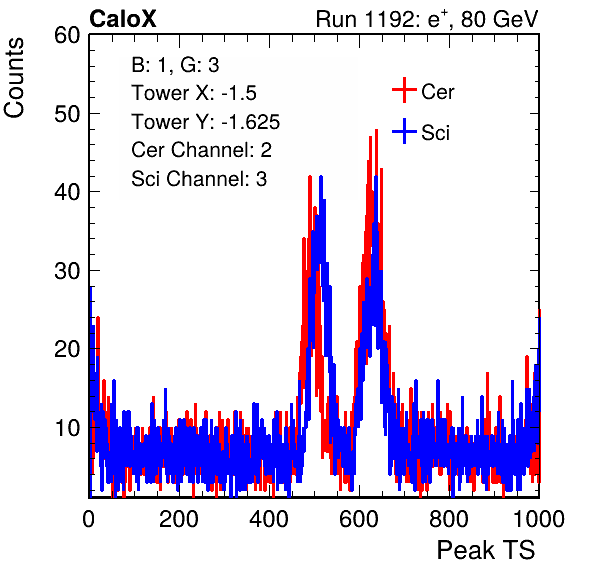 CaloX Run 1192: e+, 80 GeV
Counts
60
50
40
30
20
10
B: 1, G: 3
Tower X: -1.5
Tower Y: -1.625
Cer Channel: 2
Sci Channel: 3
Cer
Sci
0 200 400 600 800 1000
Peak TS